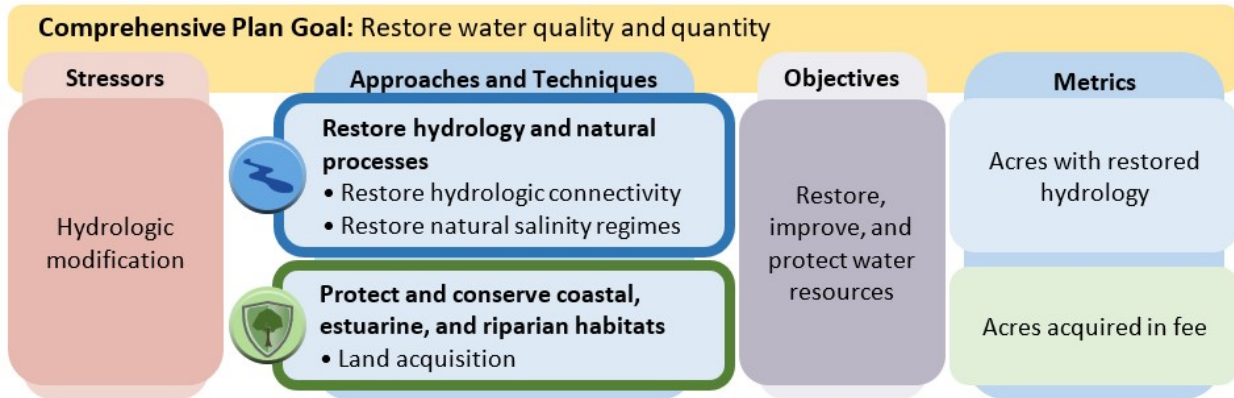 Comprehensive Plan Goal: Restore water quality and quantity
Stressors
Approaches and Techniques
Objectives
Metrics
Hydrologic
modification
Restore hydrology and natural
processes
• Restore hydrologic connectivity
• Restore natural salinity regimes
Protect and conserve coastal,
estuarine, and riparian habitats
• Land acquisition
Restore,
improve, and
protect water
resources
Acres with restored
hydrology
Acres acquired in fee